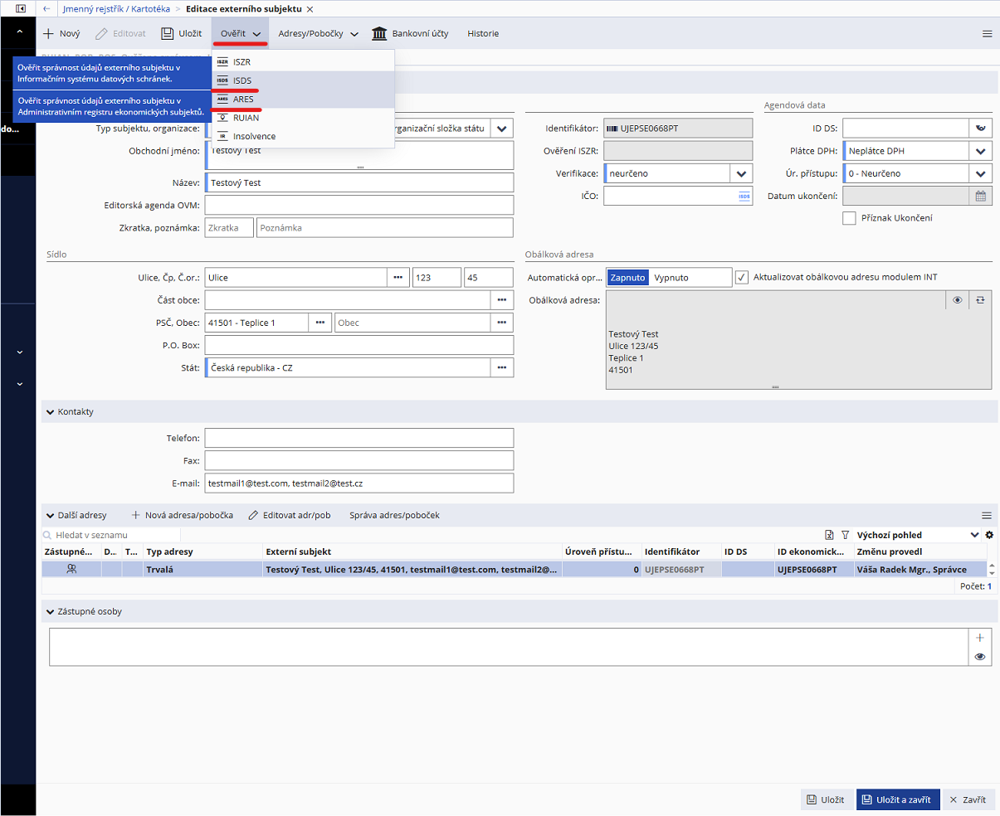 Jmenný rejstřík / Kartotéka > Editace externího subjektu
Nový Editovat Uložit Ověřit Adresy/Pobočky Bankovní účty Historie
ISZR ISZR
Ověřit správnost údajů externího subjektu v
Informačním systému datových schránek.
ISDS ISDS
Ověřit správnost údajů externího subjektu v
Administrativním registru ekonomických subjektů.
ARES ARES
RUIAN
IR Insolvence
do...
Agendová data
Typ subjektu, organizace: rganizační složka státu
Identifikátor: UJEPSE0668PT
ID DS:
Obchodní jméno: Testový Test
Ověření ISZR:
Plátce DPH: Neplátce DPH
Název: Testový Test
Verifikace: neurčeno
Úr. přístupu: 0 - Neurčeno
Editorská agenda OVM:
IČO: ISDS
Datum ukončení:
Zkratka, poznámka: Zkratka Poznámka
Příznak Ukončení
Sídlo
Obálková adresa
Ulice, Čp, Č.or.: Ulice 123 45
Automatická opr... Zapnuto Vypnuto Aktualizovat obálkovou adresu modulem INT
Část obce:
Obálková adresa:
PSČ, Obec: 41501 - Teplice 1 Obec
Testový Test
Ulice 123/45
Teplice 1
41501
P.O. Box:
Stát: Česká republika - CZ
Kontakty
Telefon:
Fax:
E-mail: testmail1@test.com, testmail2@test.cz
Další adresy Nová adresa/pobočka Editovat adr/pob Správa adres/poboček
Hledat v seznamu Výchozí pohled
Zástupné... D... T... Typ adresy Externí subjekt Úroveň přístu... Identifikátor ID DS ID ekonomick... Změnu provedl
Trvalá Testový Test, Ulice 123/45, 41501, testmail1@test.com, testmail2@... 0 UJEPSE0668PT UJEPSE0668PT Váša Radek Mgr., Správce
Počet: 1
Zástupné osoby
Uložit Uložit a zavřít Zavřít